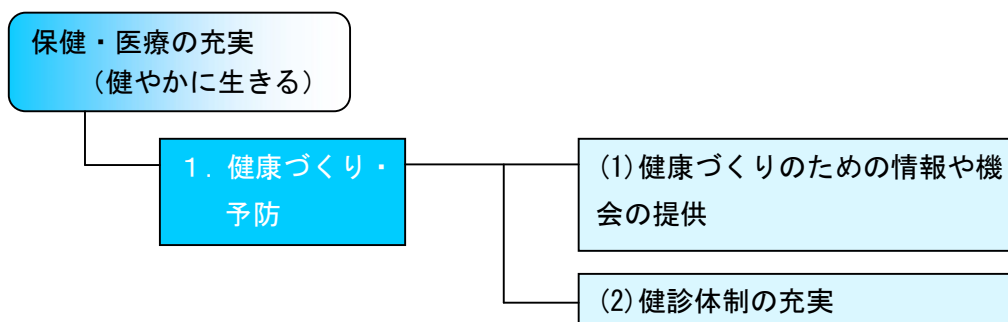 保健・医療の充実
（健やかに生きる）
１．健康づくり・
予防
(1)健康づくりのための情報や機
会の提供
(2)健診体制の充実